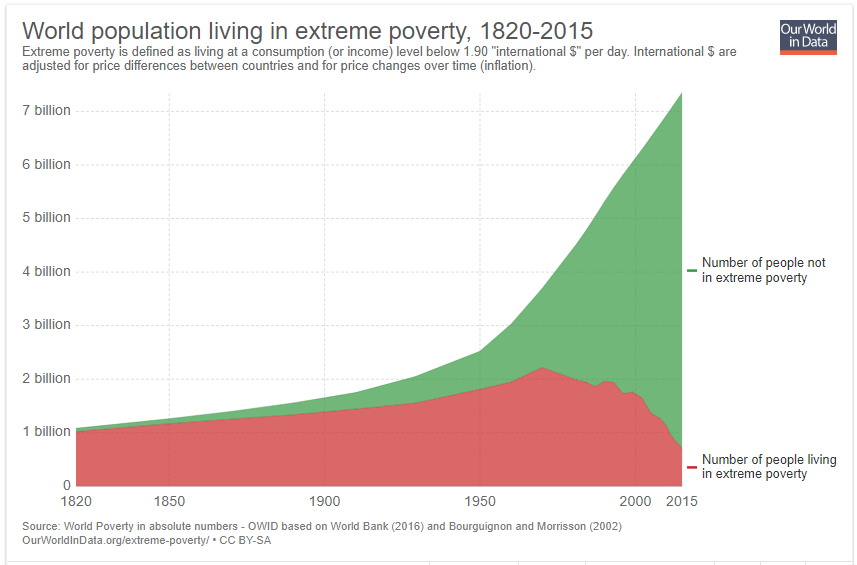 World population living in extreme poverty, 1820-2015
Extreme poverty is defined as living at a consumption (or income) level below 1.90 "international $" per day. International $ are
adjusted for price differences between countries and for price changes over time (inflation).
Our World
in Data
7 billion
6 billion
5 billion
4 billion
3 billion
2 billion
1 billion
0
1820
1850
1900
1950
2000
2015
Number of people not
in extreme poverty
Number of people living
in extreme poverty
Source: World Poverty in absolute numbers - OWID based on World Bank (2016) and Bourguignon and Morrisson (2002)
OurWorldInData.org/extreme-poverty/ • CC BY-SA